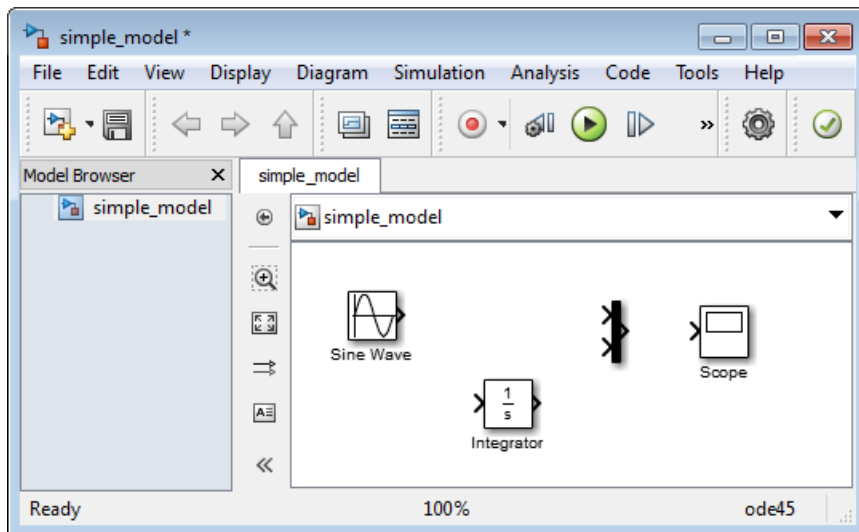 simple_model *
File Edit View Display Diagram Simulation Analysis Code Tools Help
»
Model Browser
simple_model
simple_model
simple_model
Sine Wave
Scope
1
s
Integrator
A
Ready 100% ode45